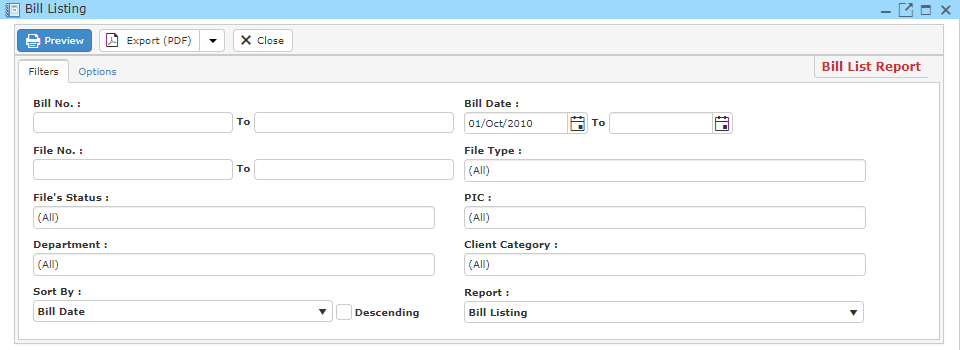 Bill Listing
Preview Export (PDF) Close
Filters Options Bill List Report
Bill No. : Bill Date :
To 01/Oct/2010 To
File No. : File Type :
To (All)
File's Status : PIC :
(All) (All)
Department : Client Category :
(All) (All)
Sort By : Report :
Bill Date Descending Bill Listing